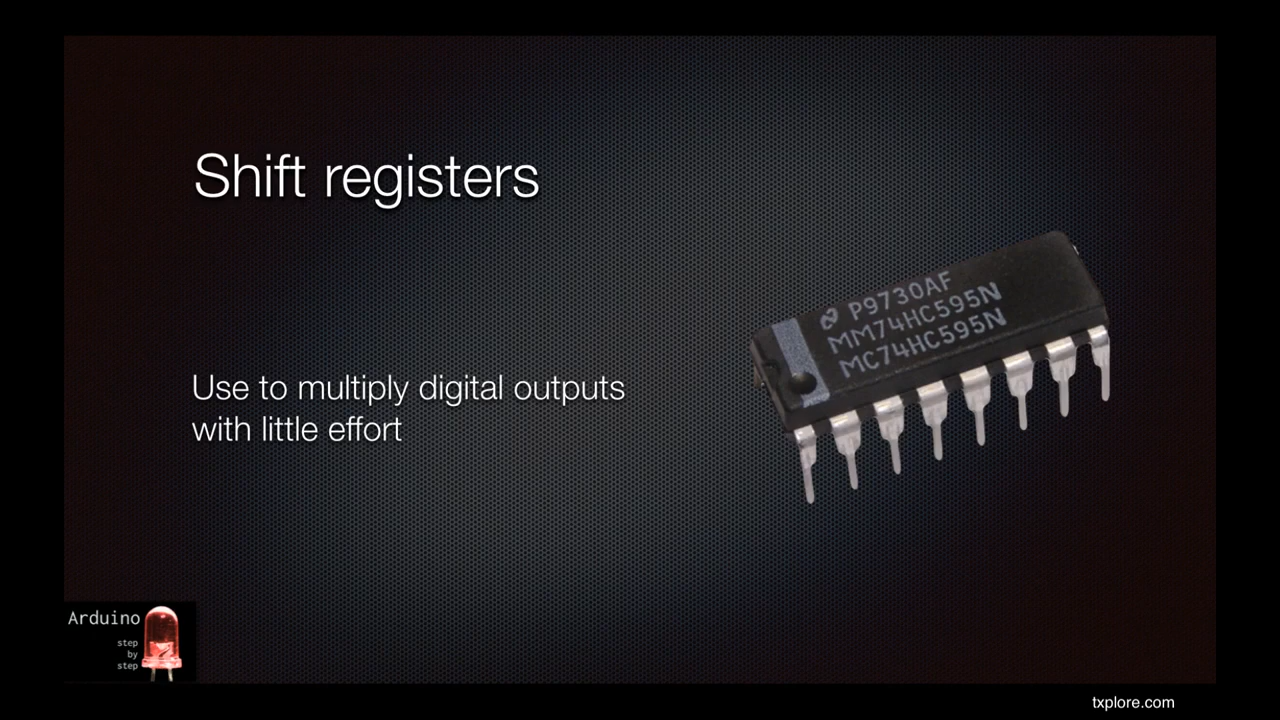 Shift registers
P9730AF
MM74HC595N
MC74HC595N
Use to multiply digital outputs
with little effort
Arduino
step
by
step
txplore.com